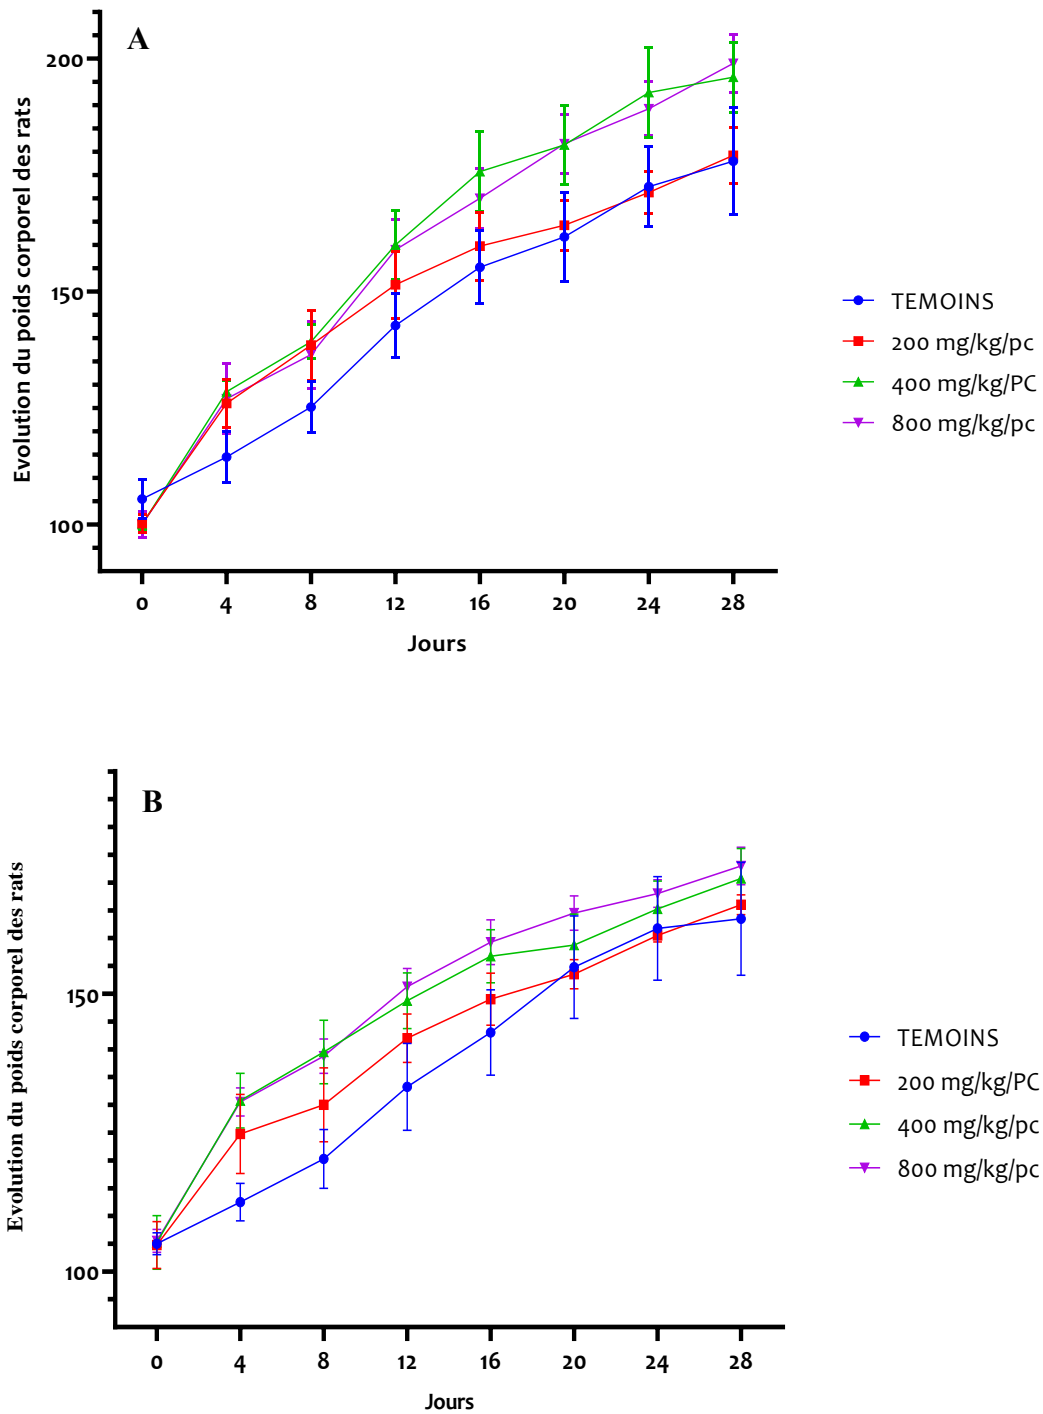 A
Evolution du poids corporel des rats
200
150
100
0 4 8 12 16 20 24 28
Jours
TEMOINS
200 mg/kg/pc
400 mg/kg/PC
800 mg/kg/pc
B
Evolution du poids corporel des rats
150
100
0 4 8 12 16 20 24 28
Jours
TEMOINS
200 mg/kg/PC
400 mg/kg/pc
800 mg/kg/pc